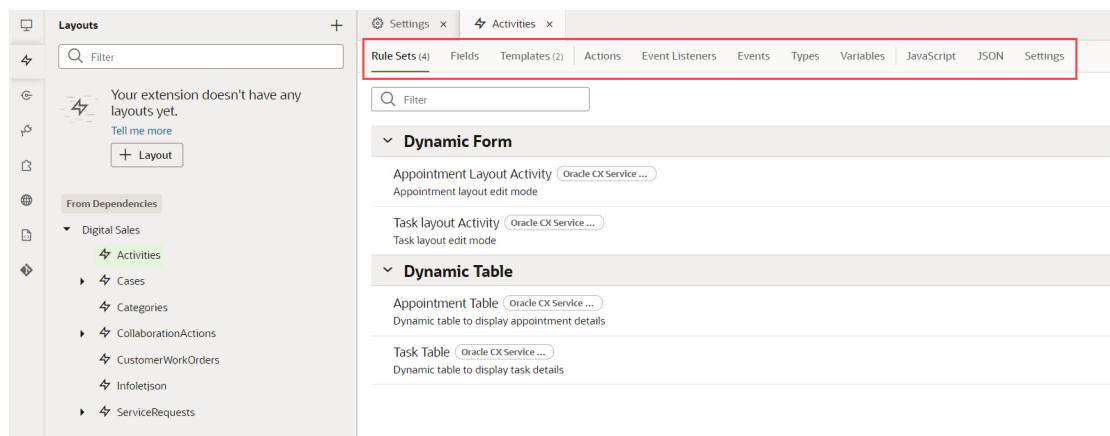 Layouts
Filter
Your extension doesn't have any
layouts yet.
Tell me more
+ Layout
From Dependencies
Digital Sales
Activities
Cases
Categories
CollaborationActions
CustomerWorkOrders
Infoletjson
ServiceRequests
Settings × Activities ×
Rule Sets (4) Fields Templates (2) Actions Event Listeners Events Types Variables JavaScript JSON Settings
Filter
Dynamic Form
Appointment Layout Activity Oracle CX Service ...
Appointment layout edit mode
Task layout Activity Oracle CX Service ...
Task layout edit mode
Dynamic Table
Appointment Table Oracle CX Service ...
Dynamic table to display appointment details
Task Table Oracle CX Service ...
Dynamic table to display task details